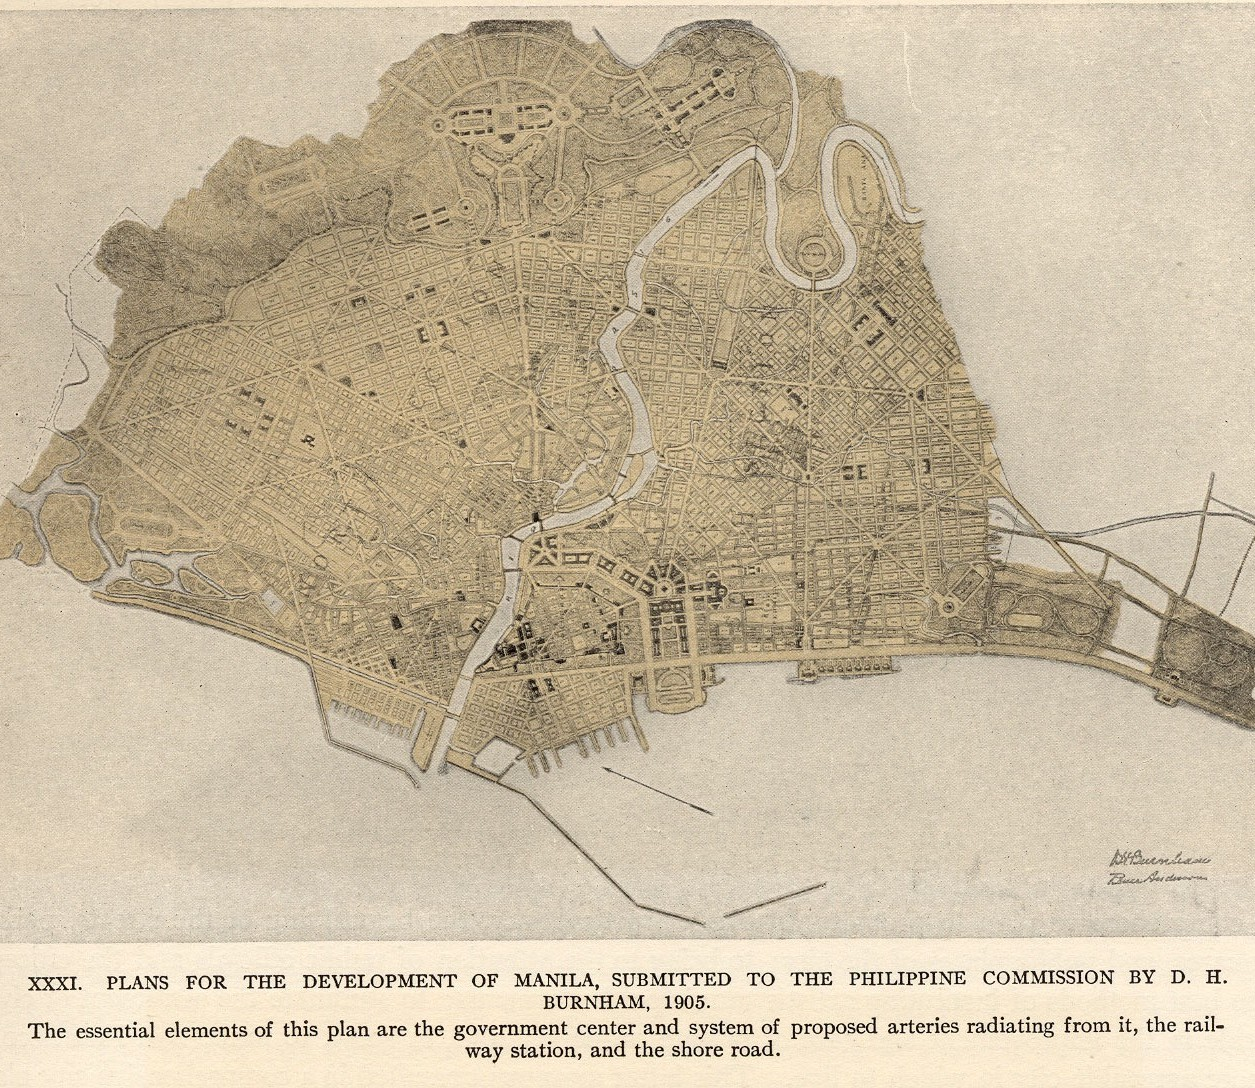 D.H. Burnham
XXXI. PLANS FOR THE DEVELOPMENT OF MANILA, SUBMITTED TO THE PHILIPPINE COMMISSION BY D. H.
BURNHAM, 1905.
The essential elements of this plan are the government center and system of proposed arteries radiating from it, the rail-
way station, and the shore road.